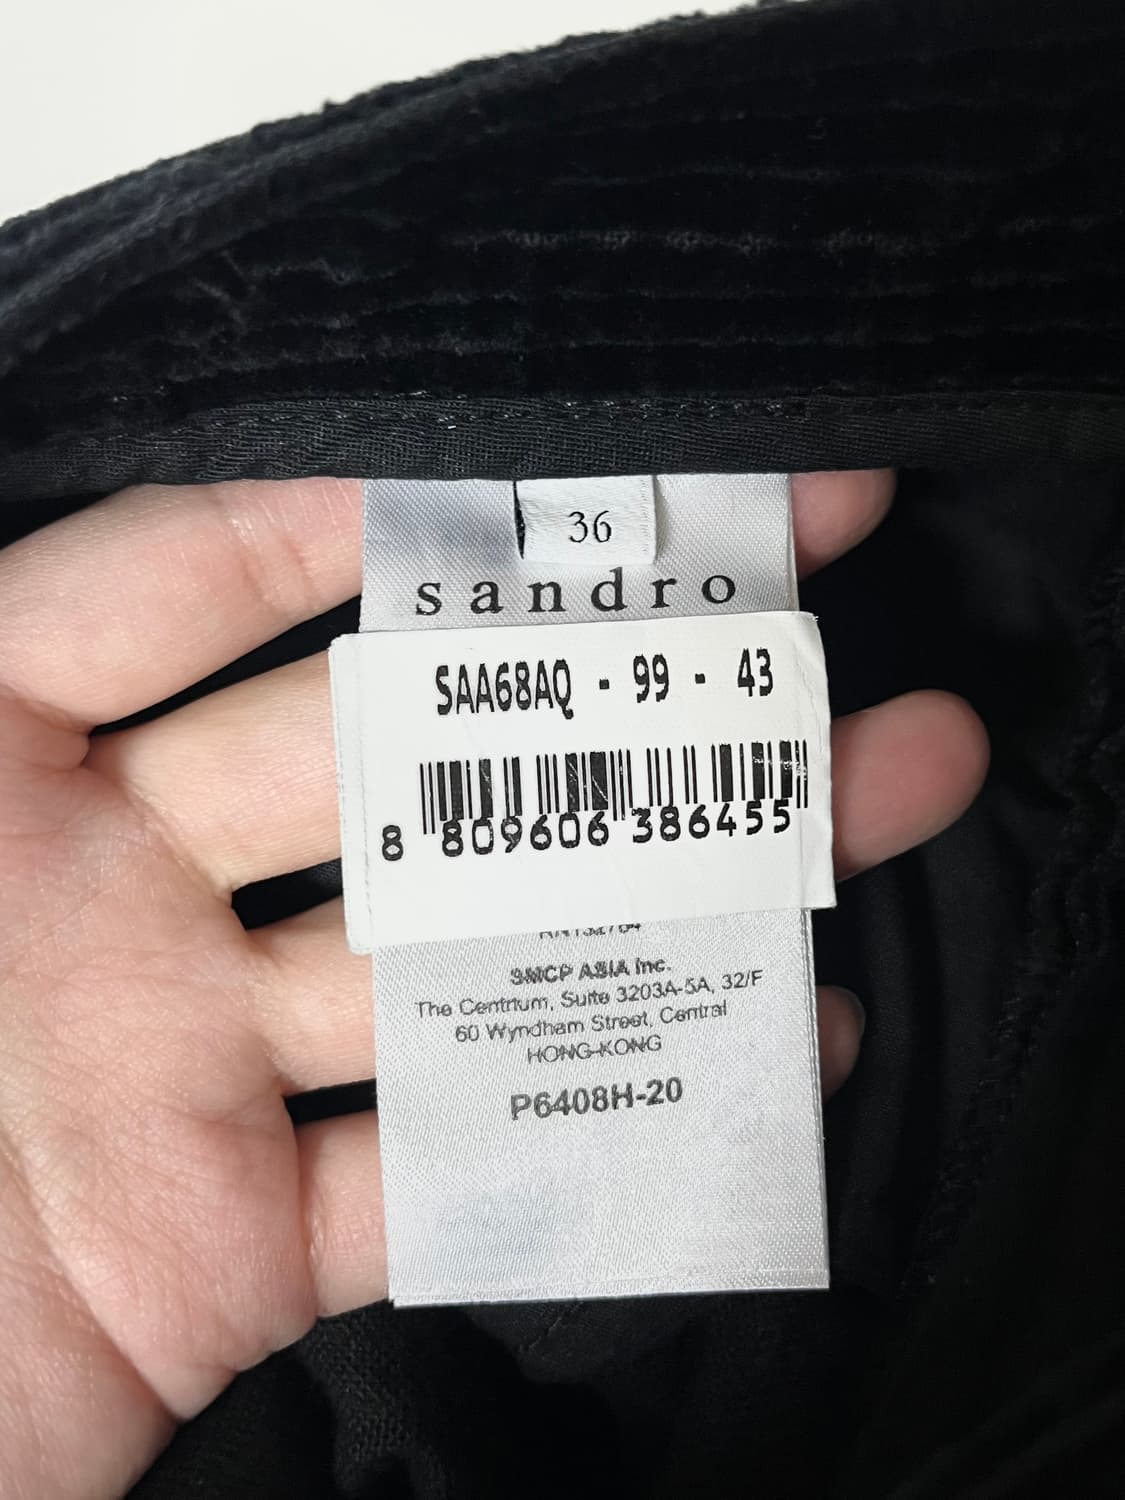 36
sandro
SAA68AQ - 99 - 43
8 809606 386455
SMCP ASIA Inc.
The Centrium, Suite 3203A-5A, 32/F
60 Wyndham Street, Central
HONG-KONG
P6408H-20